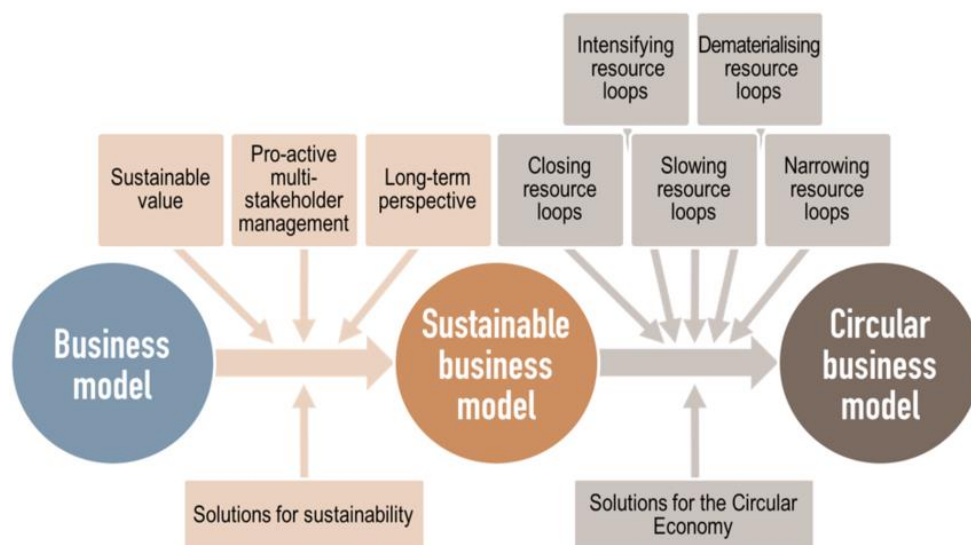 Intensifying
resource
loops
Dematerialising
resource
loops
Sustainable
value
Pro-active
multi-
stakeholder
management
Long-term
perspective
Closing
resource
loops
Slowing
resource
loops
Narrowing
resource
loops
Business
model
Sustainable
business
model
Circular
business
model
Solutions for sustainability
Solutions for the Circular
Economy